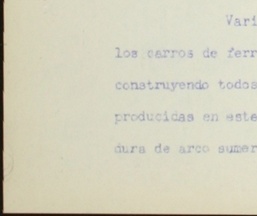 Vari
los carros de ferr
construyendo todos
producidas en este
dura de arco sumer